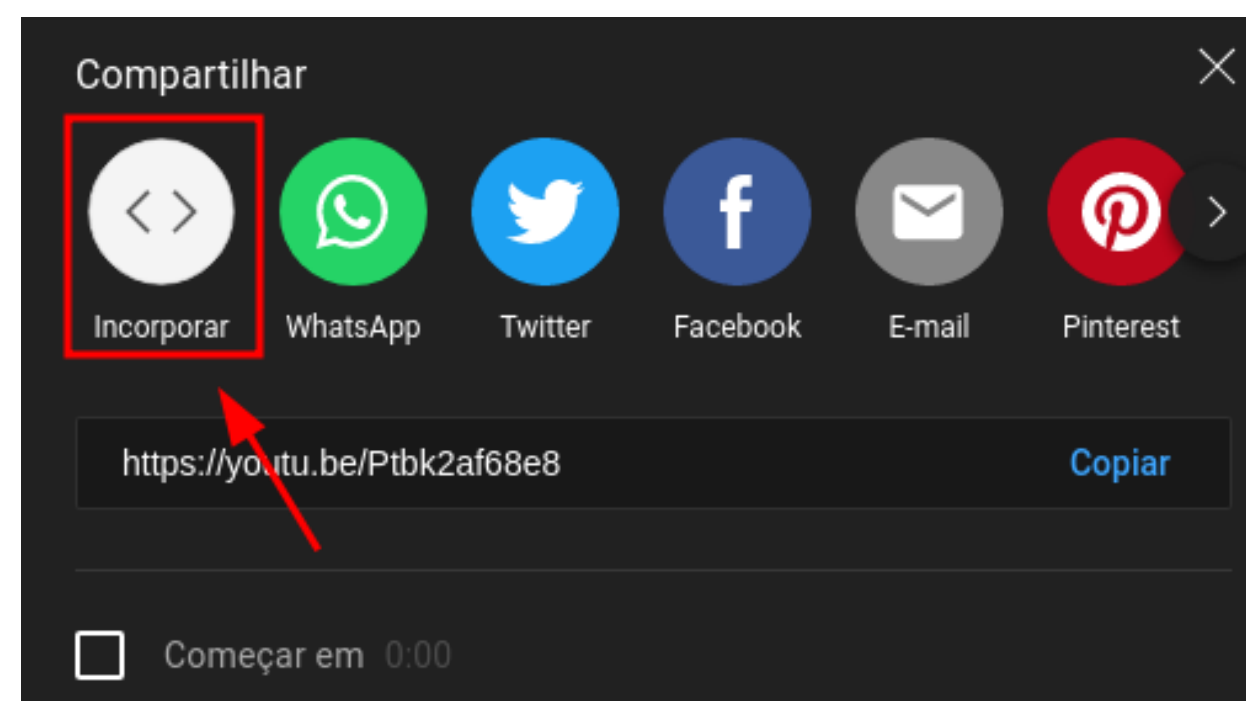 Compartilhar
Incorporar WhatsApp Twitter Facebook E-mail Pinterest
https://youtu.be/Ptbk2af68e8 Copiar
Começar em 0:00